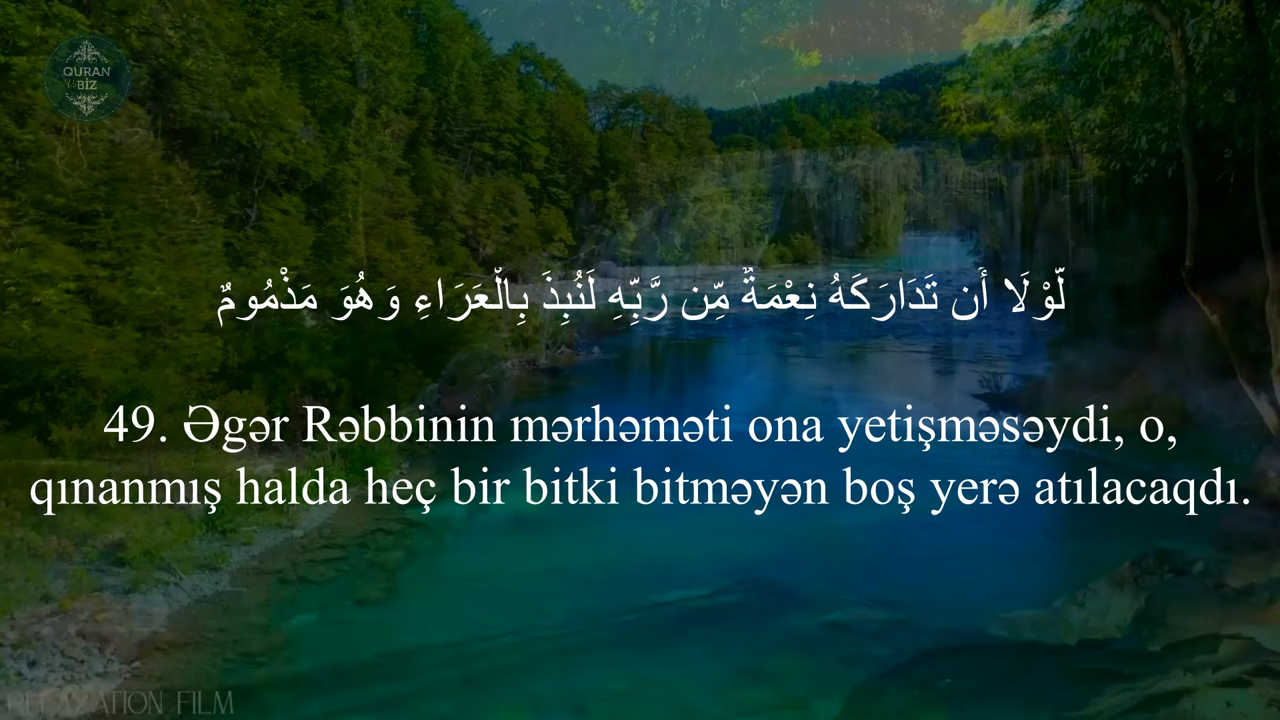 QURAN
BİZ
لَّوْلَا أَن تَدَارَكَهُ نِعْمَةٌ مِّن رَّبِّهِ لَنُبِذَ بِالْعَرَاءِ وَهُوَ مَذْمُومٌ
49. Əgər Rəbbinin mərhəməti ona yetişməsəydi, o,
qınanmış halda heç bir bitki bitməyən boş yerə atılacaqdı.
RELAXATION FILM